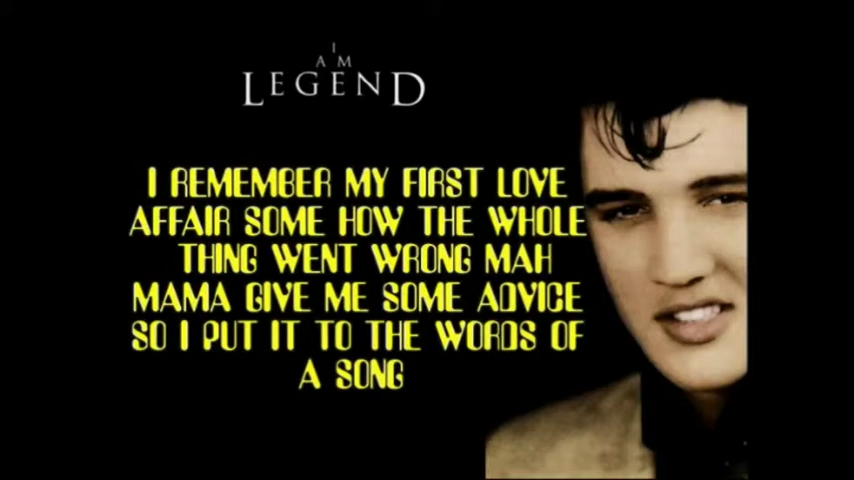 I
AM
LEGEND
I REMEMBER MY FIRST LOVE
AFFAIR SOME HOW THE WHOLE
THING WENT WRONG MAH
MAMA GIVE ME SOME ADVICE
SO I PUT IT TO THE WORDS OF
A SONG